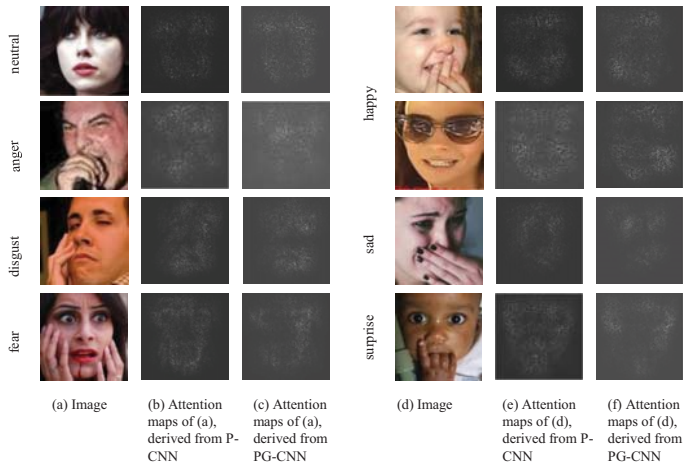 neutral
anger
disgust
fear
happy
sad
surprise
(a) Image
(b) Attention
maps of (a),
derived from P-
CNN
(c) Attention
maps of (a),
derived from
PG-CNN
(d) Image
(e) Attention
maps of (d),
derived from P-
CNN
(f) Attention
maps of (d),
derived from
PG-CNN